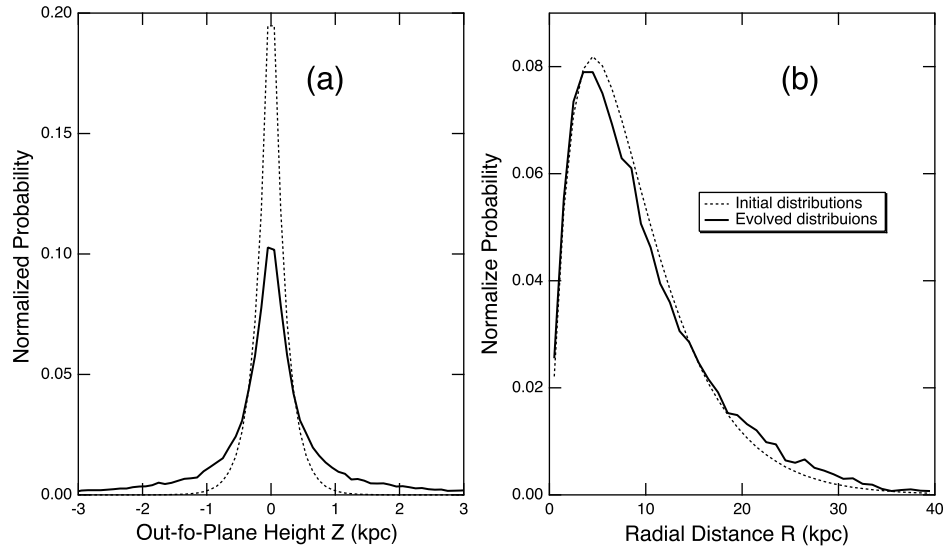 (a)
0.20
0.15
0.10
0.05
0.00
Normalized Probability
-3
-2
-1
0
1
2
3
Out-fo-Plane Height Z (kpc)
(b)
0.08
0.06
0.04
0.02
0.00
Normalize Probability
Initial distributions
Evolved distribuions
0
10
20
30
40
Radial Distance R (kpc)